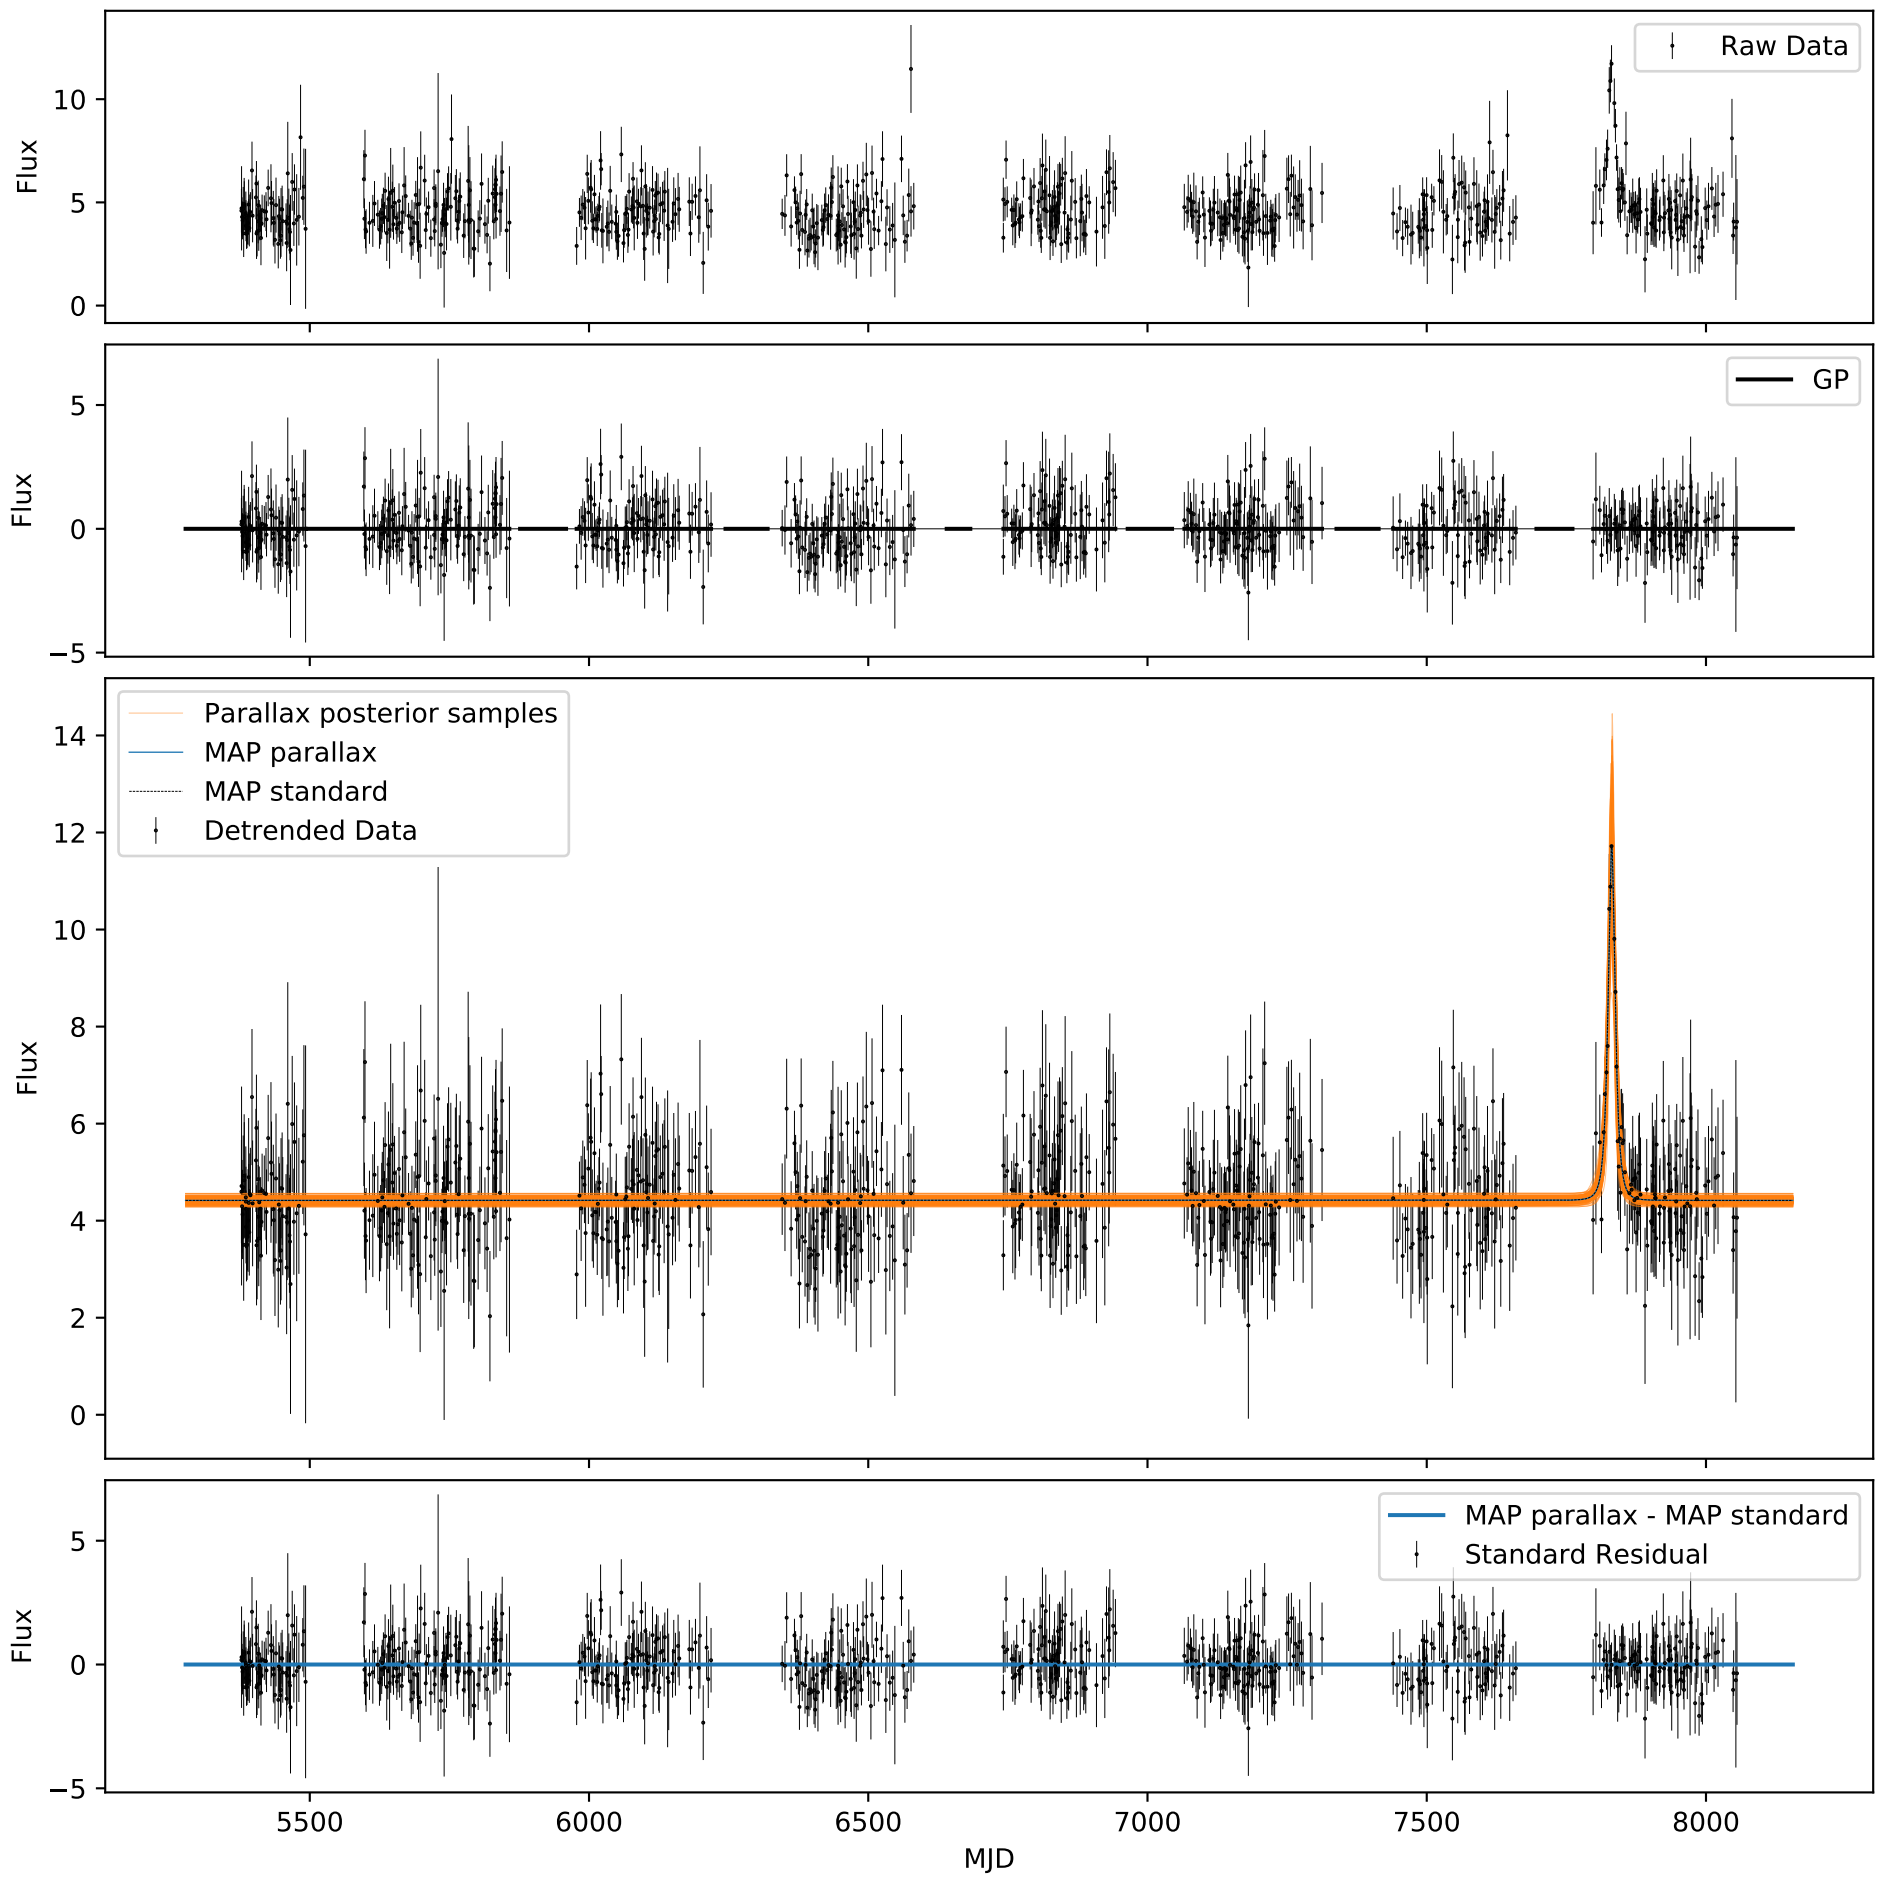 Raw Data
Flux
10
5
0
GP
Flux
5
0
−5
Parallax posterior samples
MAP parallax
MAP standard
Detrended Data
Flux
14
12
10
8
6
4
2
0
MAP parallax - MAP standard
Standard Residual
Flux
5
0
−5
5500 6000 6500 7000 7500 8000
MJD